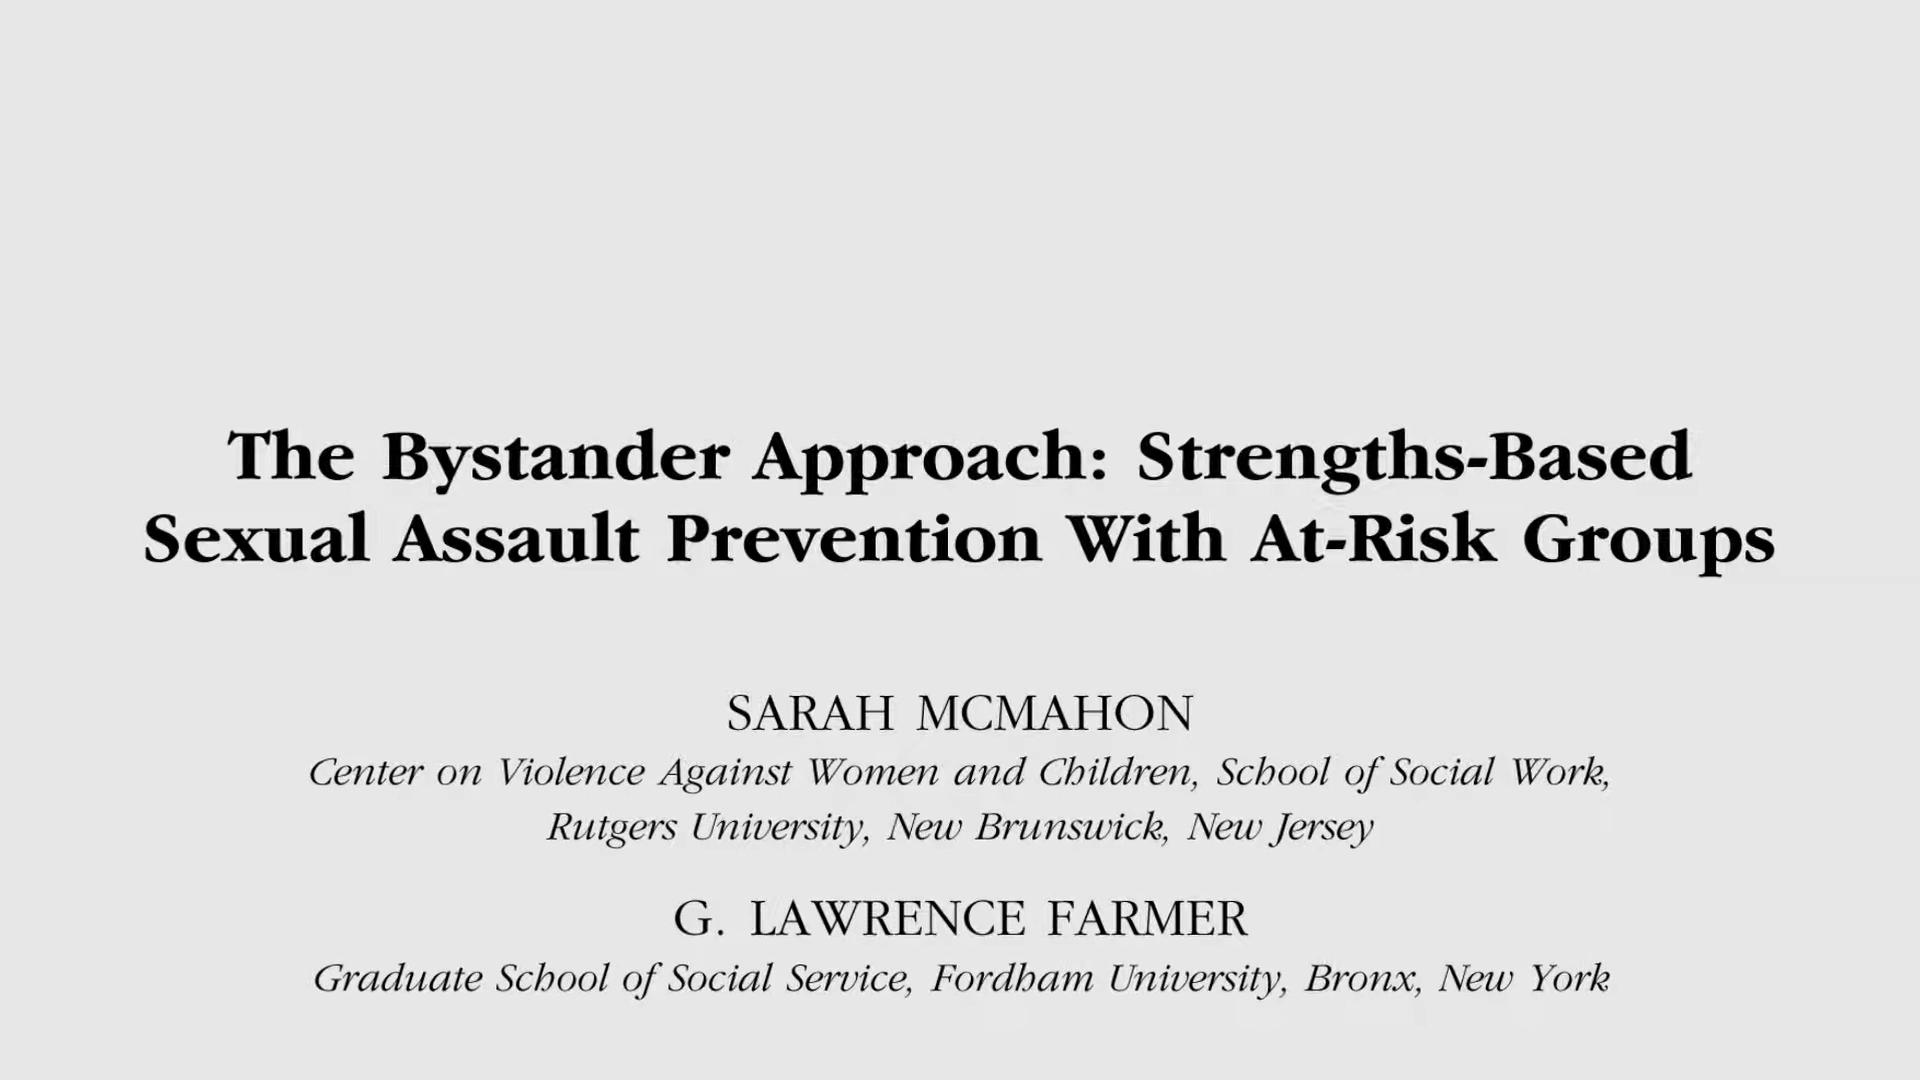 The Bystander Approach: Strengths-Based
Sexual Assault Prevention With At-Risk Groups
SARAH MCMAHON
Center on Violence Against Women and Children, School of Social Work,
Rutgers University, New Brunswick, New Jersey
G. LAWRENCE FARMER
Graduate School of Social Service, Fordham University, Bronx, New York